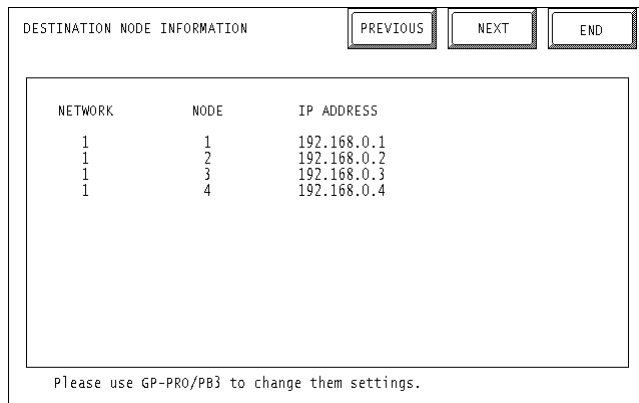 DESTINATION NODE INFORMATION PREVIOUS NEXT END
NETWORK NODE IP ADDRESS
1 1 192.168.0.1
1 2 192.168.0.2
1 3 192.168.0.3
1 4 192.168.0.4
Please use GP-PRO/PB3 to change them settings.